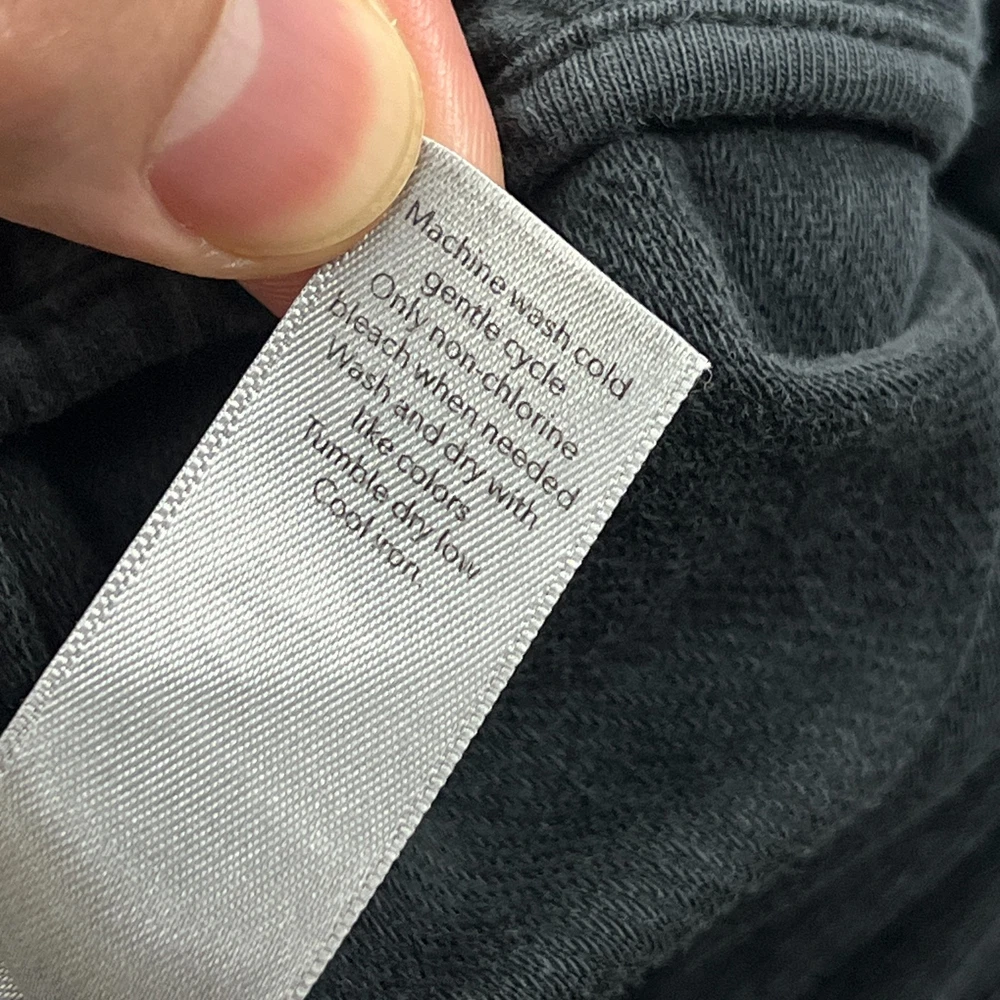 Machine wash cold
gentle cycle
Only non-chlorine
bleach when needed
Wash and dry with
like colors
Tumble dry low
Cool iron